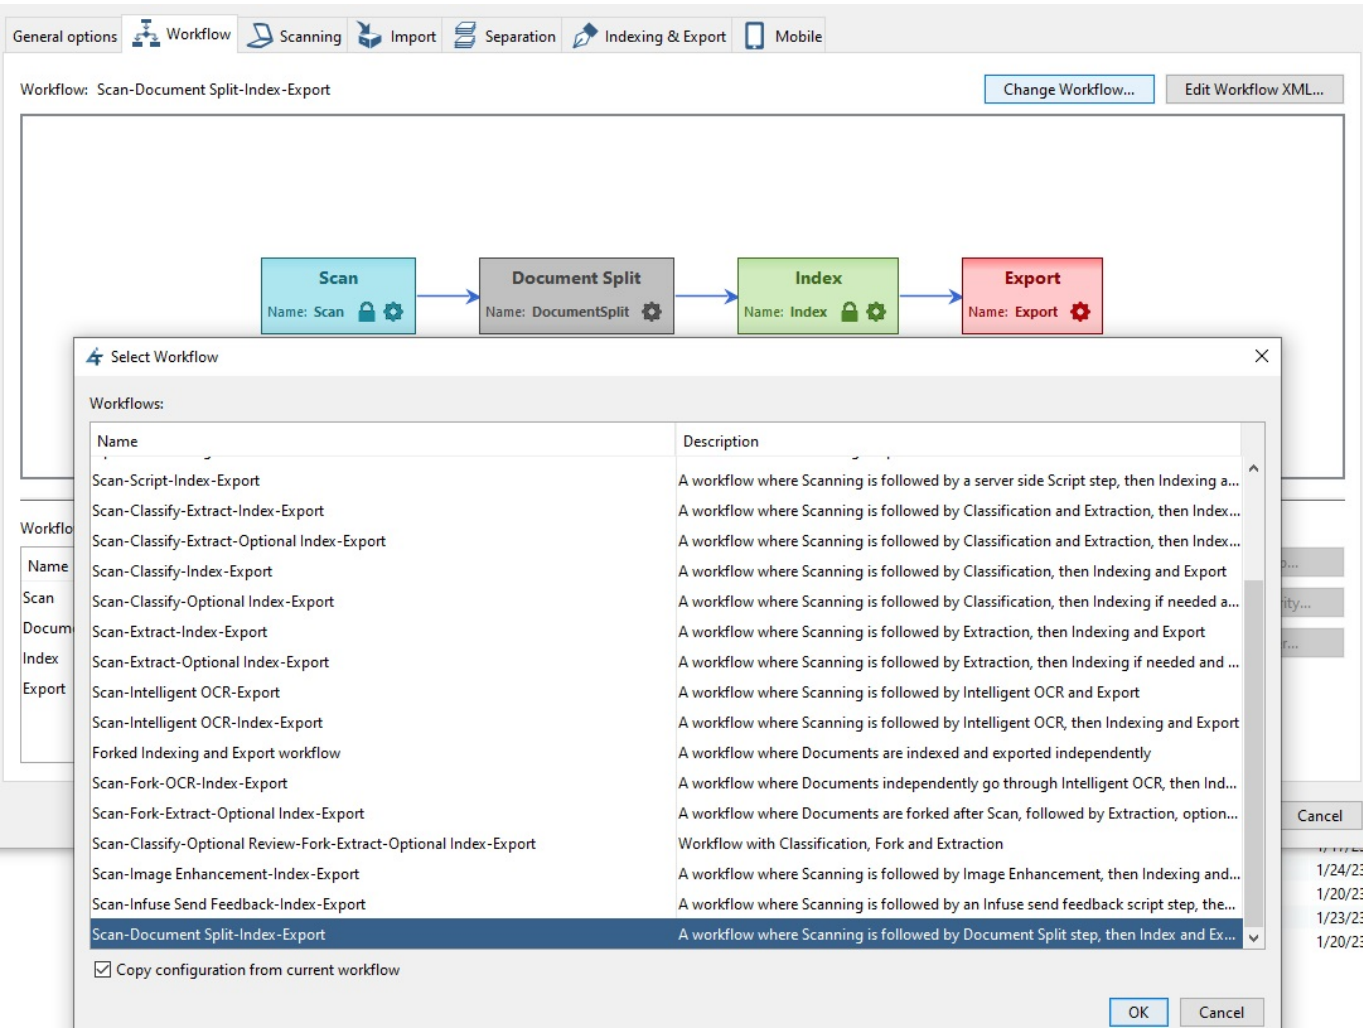 General options Workflow Scanning Import Separation Indexing & Export Mobile
Workflow: Scan-Document Split-Index-Export Change Workflow... Edit Workflow XML...
Scan Document Split Index Export
Name: Scan Name: DocumentSplit Name: Index Name: Export
Select Workflow
Workflows:
Name Description
Scan-Script-Index-Export A workflow where Scanning is followed by a server side Script step, then Indexing a...
Scan-Classify-Extract-Index-Export A workflow where Scanning is followed by Classification and Extraction, then Index...
Scan-Classify-Extract-Optional Index-Export A workflow where Scanning is followed by Classification and Extraction, then Index...
Scan-Classify-Index-Export A workflow where Scanning is followed by Classification, then Indexing and Export
Scan-Classify-Optional Index-Export A workflow where Scanning is followed by Classification, then Indexing if needed a...
Scan-Extract-Index-Export A workflow where Scanning is followed by Extraction, then Indexing and Export
Scan-Extract-Optional Index-Export A workflow where Scanning is followed by Extraction, then Indexing if needed and ...
Scan-Intelligent OCR-Export A workflow where Scanning is followed by Intelligent OCR and Export
Scan-Intelligent OCR-Index-Export A workflow where Scanning is followed by Intelligent OCR, then Indexing and Export
Forked Indexing and Export workflow A workflow where Documents are indexed and exported independently
Scan-Fork-OCR-Index-Export A workflow where Documents independently go through Intelligent OCR, then Ind...
Scan-Fork-Extract-Optional Index-Export A workflow where Documents are forked after Scan, followed by Extraction, option...
Scan-Classify-Optional Review-Fork-Extract-Optional Index-Export Workflow with Classification, Fork and Extraction
Scan-Image Enhancement-Index-Export A workflow where Scanning is followed by Image Enhancement, then Indexing and...
Scan-Infuse Send Feedback-Index-Export A workflow where Scanning is followed by an Infuse send feedback script step, the...
Scan-Document Split-Index-Export A workflow where Scanning is followed by Document Split step, then Index and Ex...
Copy configuration from current workflow
OK Cancel
Workflo
Name
Scan
Docume
Index
Export
Cancel
1/24/23
1/20/23
1/23/23
1/20/23